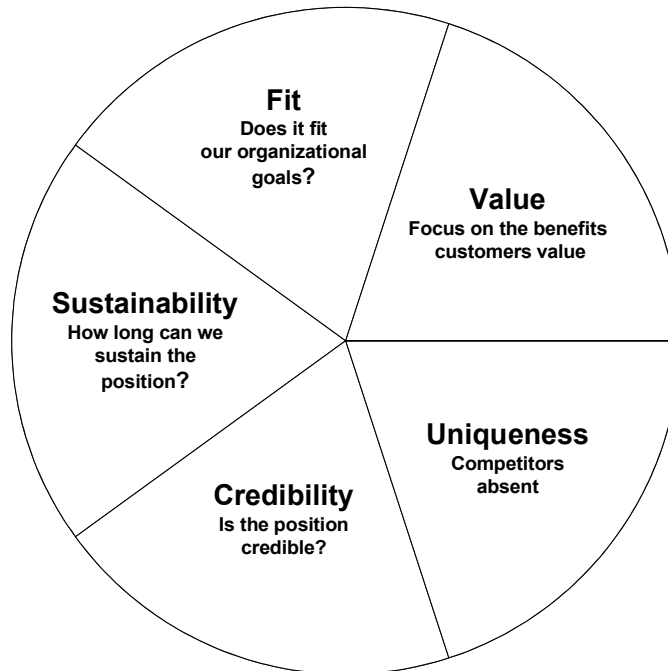 Fit
Does it fit
our organizational
goals?
Value
Focus on the benefits
customers value
Sustainability
How long can we
sustain the
position?
Uniqueness
Competitors
absent
Credibility
Is the position
credible?